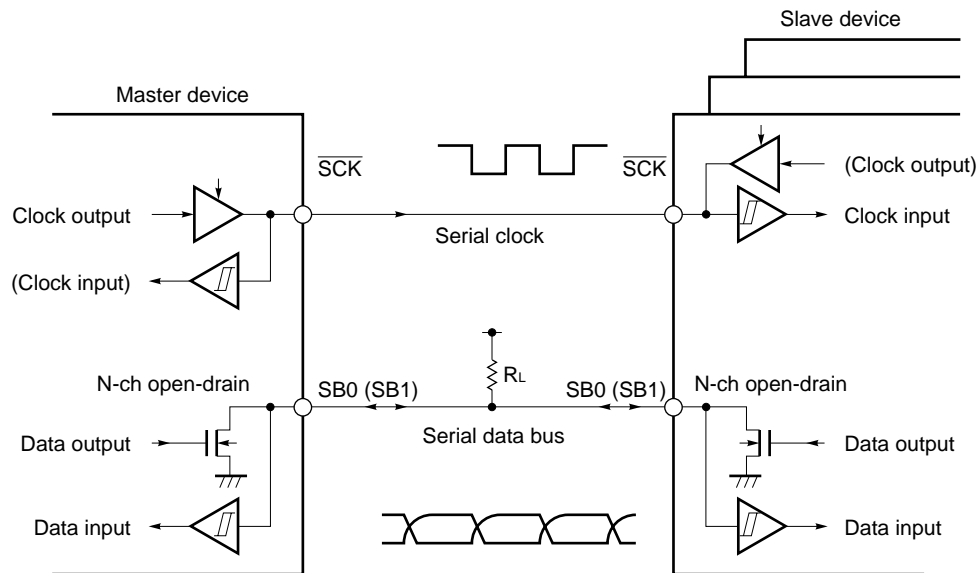 Slave device
Master device
SCK
SCK
(Clock output)
Clock output
Clock input
Serial clock
(Clock input)
RL
N-ch open-drain
SB0 (SB1)
SB0 (SB1)
N-ch open-drain
Data output
Serial data bus
Data output
Data input
Data input